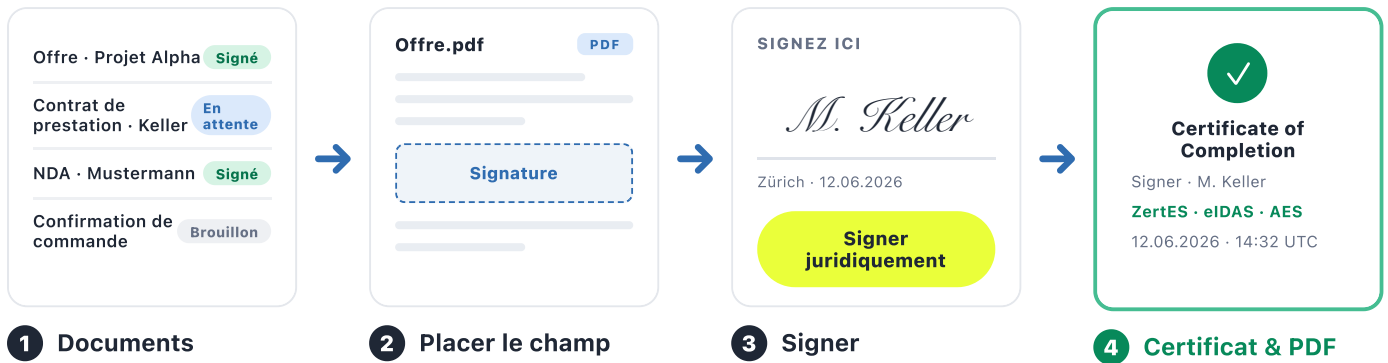 Offre · Projet Alpha Signé
Contrat de
prestation · Keller
En
attente
NDA · Mustermann Signé
Confirmation de
commande
Brouillon
1 Documents
Offre.pdf PDF
Signature
2 Placer le champ
SIGNEZ ICI
M. Keller
Zürich · 12.06.2026
Signer
juridiquement
3 Signer
Certificate of
Completion
Signer · M. Keller
ZertES · eIDAS · AES
12.06.2026 · 14:32 UTC
4 Certificat & PDF